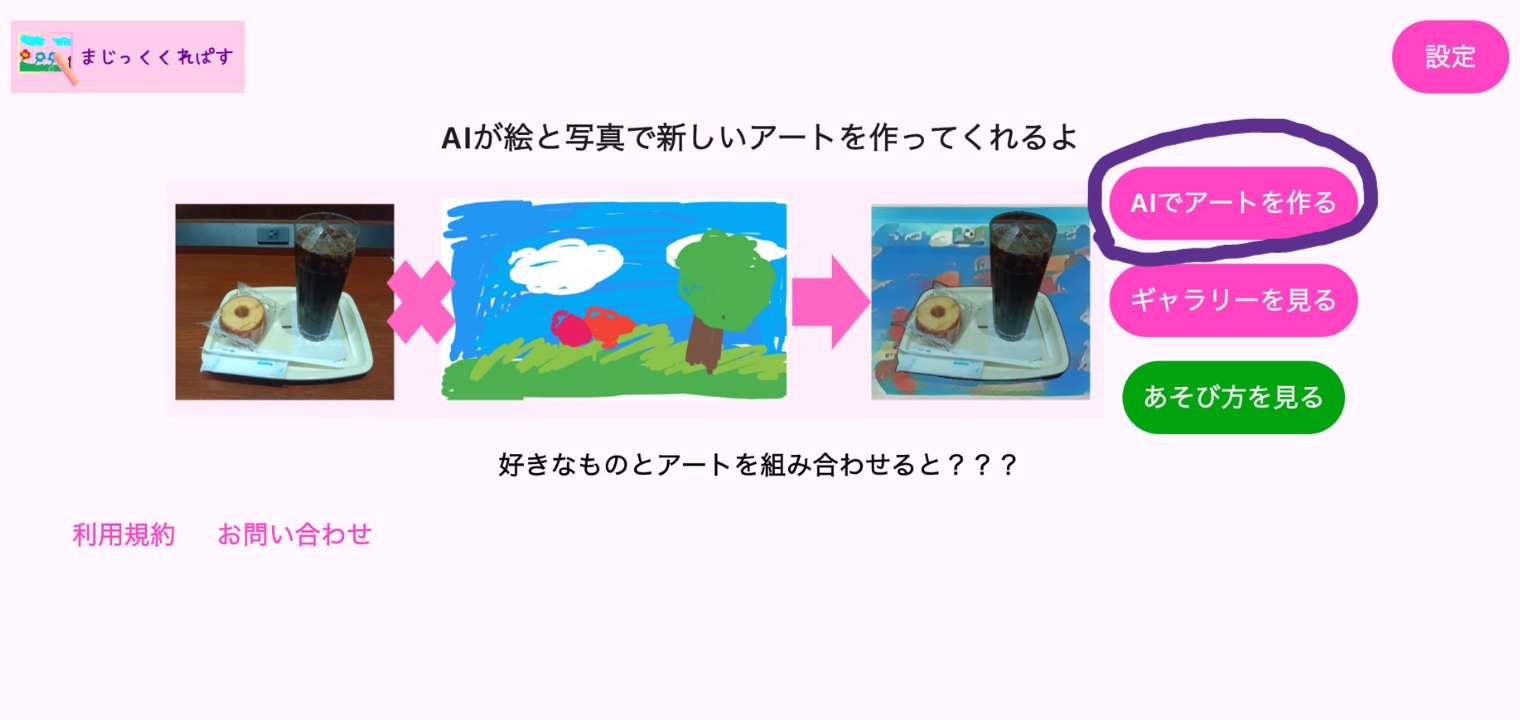 まじっくくれぱす
設定
AIが絵と写真で新しいアートを作ってくれるよ
AIでアートを作る
ギャラリーを見る
あそび方を見る
好きなものとアートを組み合わせると？？？
利用規約 お問い合わせ